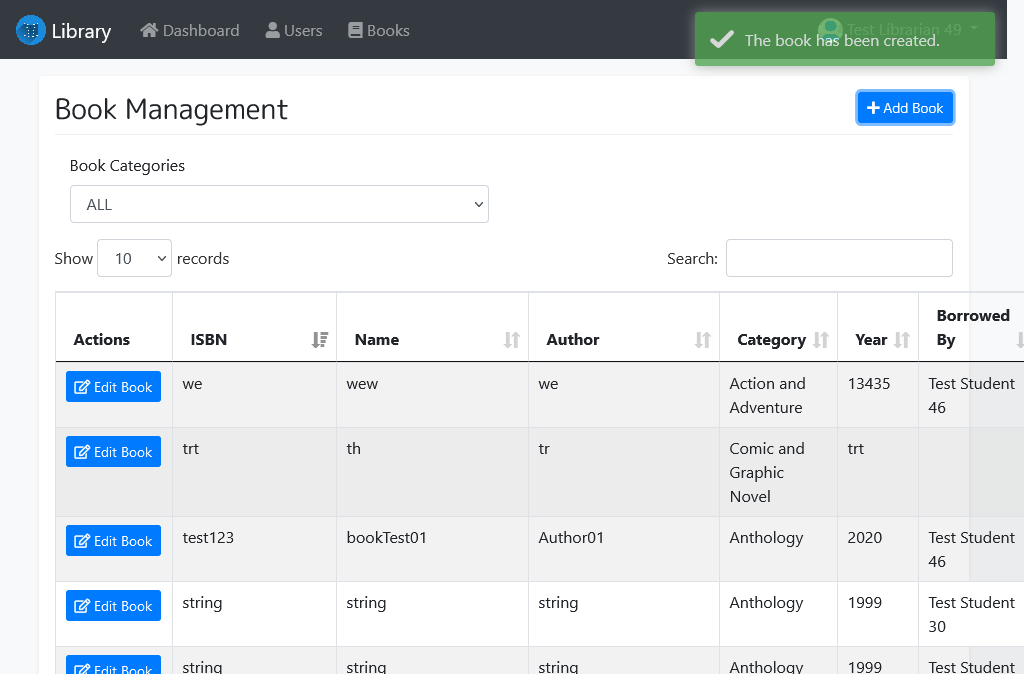 Library Dashboard Users Books Test Librarian 49
The book has been created.
Book Management
Add Book
Book Categories
ALL
Show 10 records
Search:
Actions ISBN Name Author Category Year Borrowed By
Edit Book we wew we Action and Adventure 13435 Test Student 46
Edit Book trt th tr Comic and Graphic Novel trt
Edit Book test123 bookTest01 Author01 Anthology 2020 Test Student 46
Edit Book string string string Anthology 1999 Test Student 30
Edit Book string string string Anthology 1999 Test Student